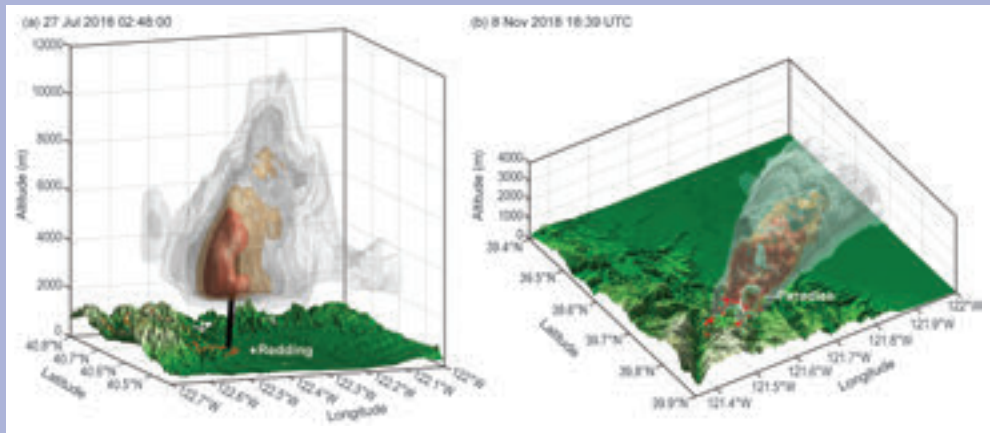 (a) 27 Jul 2018 02:48:00
12000
10000
8000
6000
4000
2000
0
Altitude (m)
40.8°N
40.7°N
40.6°N
40.5°N
Latitude
Redding
122.7°W
122.6°W
122.5°W
122.4°W
122.3°W
122.2°W
122.1°W
122°W
Longitude
(b) 8 Nov 2018 18:39 UTC
4000
3000
2000
1000
0
Altitude (m)
39.4°N
39.5°N
39.6°N
39.7°N
39.8°N
39.9°N
Latitude
Paradise
121.4°W
121.5°W
121.6°W
121.7°W
121.8°W
121.9°W
122°W
Longitude